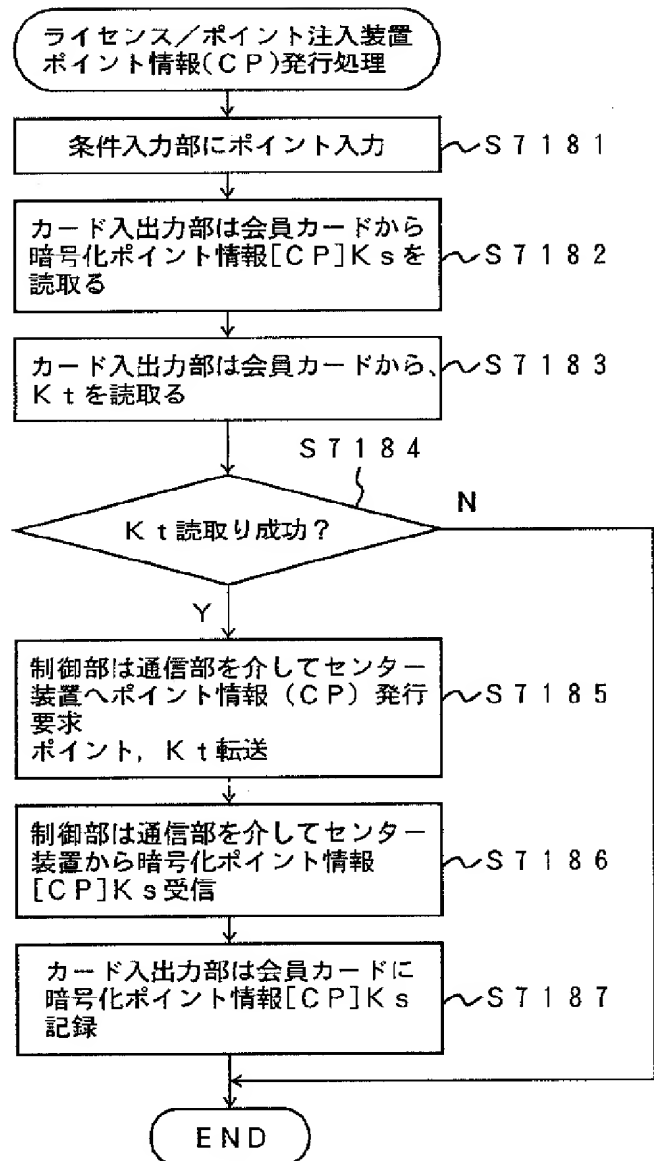 ライセンス／ポイント注入装置
ポイント情報(ＣＰ)発行処理
条件入力部にポイント入力
Ｓ７１８１
カード入出力部は会員カードから
暗号化ポイント情報[ＣＰ]Ｋｓを
読取る
Ｓ７１８２
カード入出力部は会員カードから、
Ｋｔを読取る
Ｓ７１８３
Ｓ７１８４
Ｋｔ読取り成功？
Ｎ
Ｙ
制御部は通信部を介してセンター
装置へポイント情報（ＣＰ）発行
要求
ポイント，Ｋｔ転送
Ｓ７１８５
制御部は通信部を介してセンター
装置から暗号化ポイント情報
[ＣＰ]Ｋｓ受信
Ｓ７１８６
カード入出力部は会員カードに
暗号化ポイント情報[ＣＰ]Ｋｓ
記録
Ｓ７１８７
ＥＮＤ